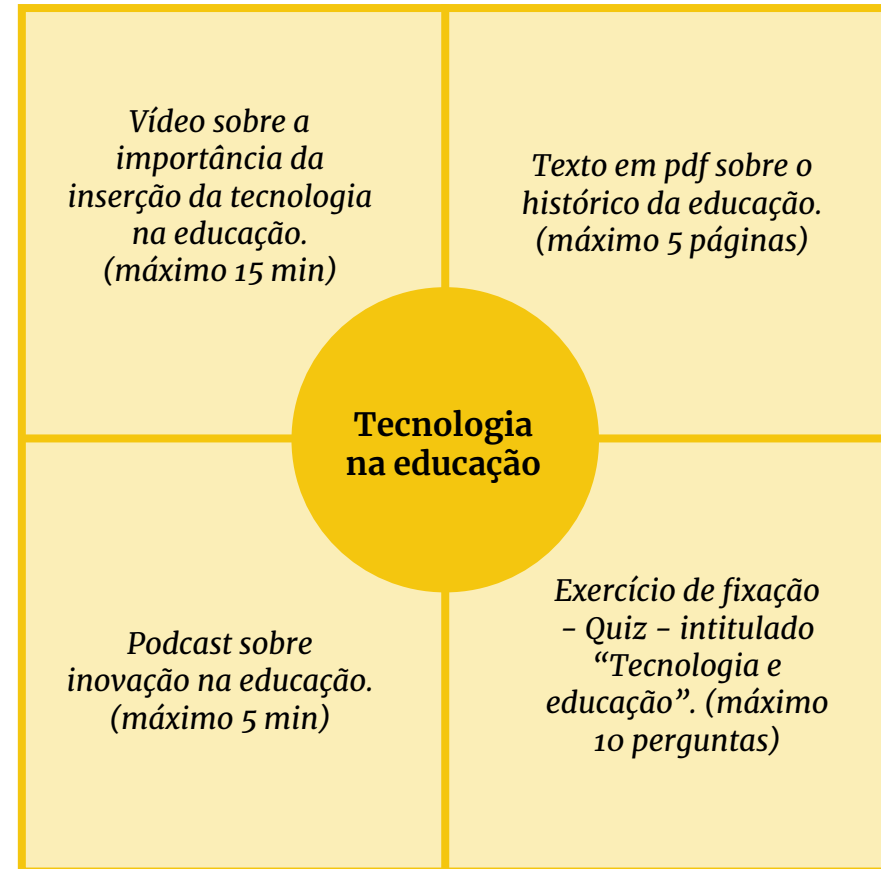 Vídeo sobre a
importância da
inserção da tecnologia
na educação.
(máximo 15 min)
Texto em pdf sobre o
histórico da educação.
(máximo 5 páginas)
Tecnologia
na educação
Podcast sobre
inovação na educação.
(máximo 5 min)
Exercício de fixação
– Quiz – intitulado
“Tecnologia e
educação”. (máximo
10 perguntas)